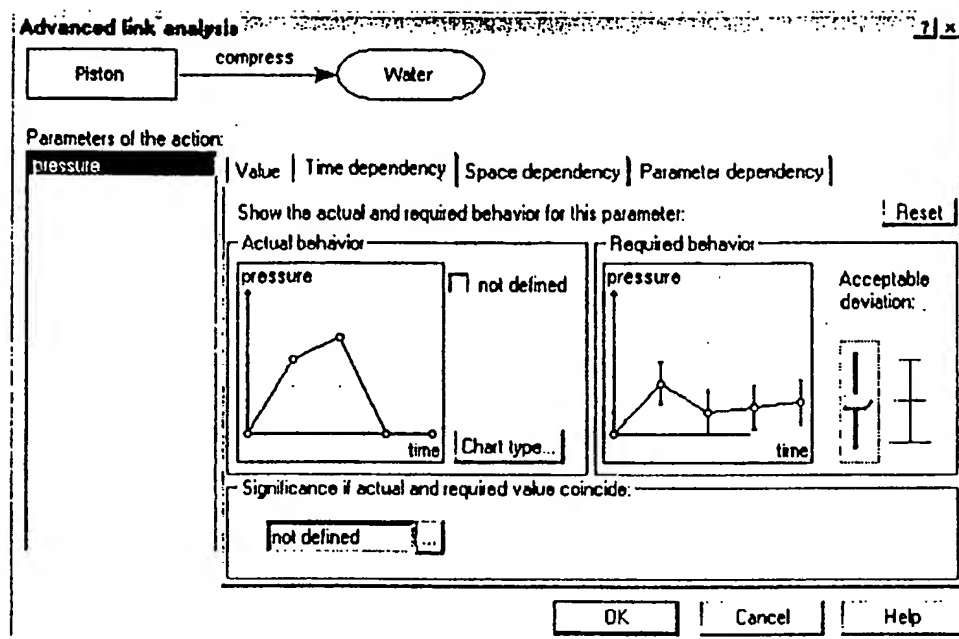 Advanced link analysis ? ×
Piston
compress
Water
Parameters of the action:
pressure
Value
Time dependency
Space dependency
Parameter dependency
Show the actual and required behavior for this parameter:
Reset
Actual behavior
pressure
not defined
time
Chart type...
Required behavior
pressure
time
Acceptable
deviation:
Significance if actual and required value coincide:
not defined ...
OK
Cancel
Help